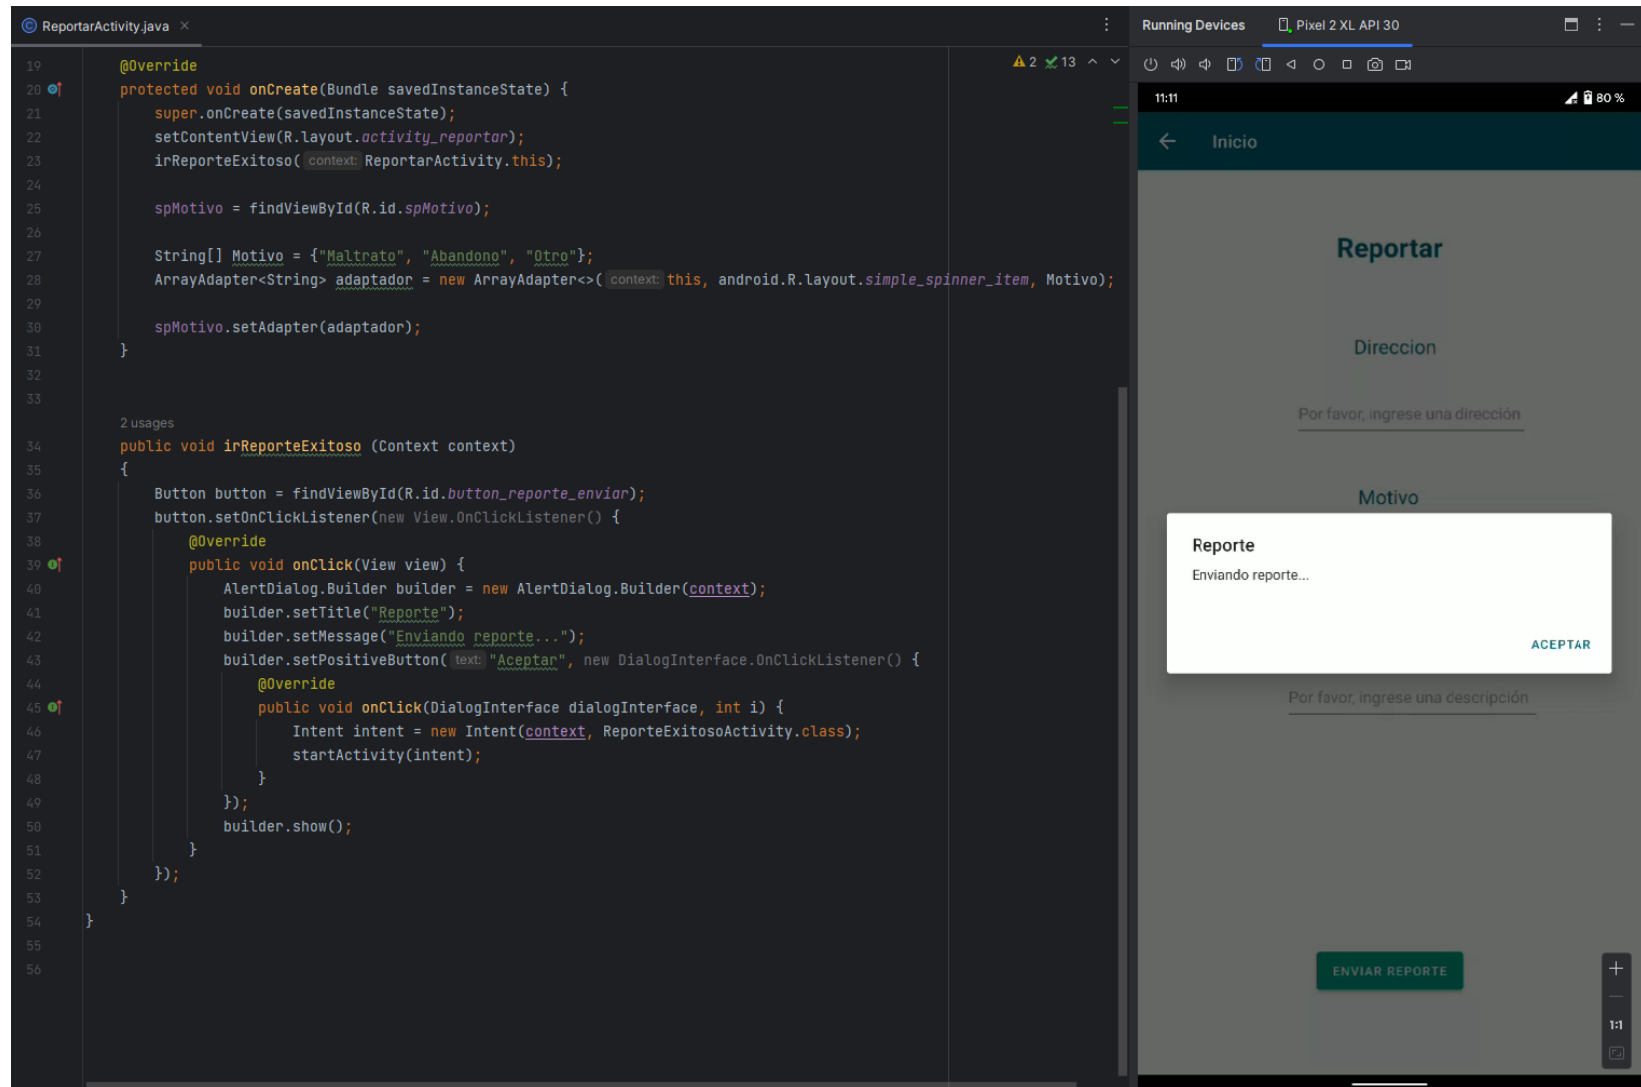 ReportarActivity.java
2 13
19 @Override
20 protected void onCreate(Bundle savedInstanceState) {
21 super.onCreate(savedInstanceState);
22 setContentView(R.layout.activity_reportar);
23 irReporteExitoso( context: ReportarActivity.this);
24
25 spMotivo = findViewById(R.id.spMotivo);
26
27 String[] Motivo = {"Maltrato", "Abandono", "Otro"};
28 ArrayAdapter<String> adaptador = new ArrayAdapter<>( context: this, android.R.layout.simple_spinner_item, Motivo);
29
30 spMotivo.setAdapter(adaptador);
31 }
32
33
2 usages
34 public void irReporteExitoso (Context context)
35 {
36 Button button = findViewById(R.id.button_reporte_enviar);
37 button.setOnClickListener(new View.OnClickListener() {
38 @Override
39 public void onClick(View view) {
40 AlertDialog.Builder builder = new AlertDialog.Builder(context);
41 builder.setTitle("Reporte");
42 builder.setMessage("Enviando reporte...");
43 builder.setPositiveButton( text: "Aceptar", new DialogInterface.OnClickListener() {
44 @Override
45 public void onClick(DialogInterface dialogInterface, int i) {
46 Intent intent = new Intent(context, ReporteExitosoActivity.class);
47 startActivity(intent);
48 }
49 });
50 builder.show();
51 }
52 });
53 }
54 }
55
56
Running Devices Pixel 2 XL API 30
11:11 80 %
Inicio
Reportar
Direccion
Por favor, ingrese una dirección
Motivo
Reporte
Enviando reporte...
ACEPTAR
Por favor, ingrese una descripción
ENVIAR REPORTE
1:1